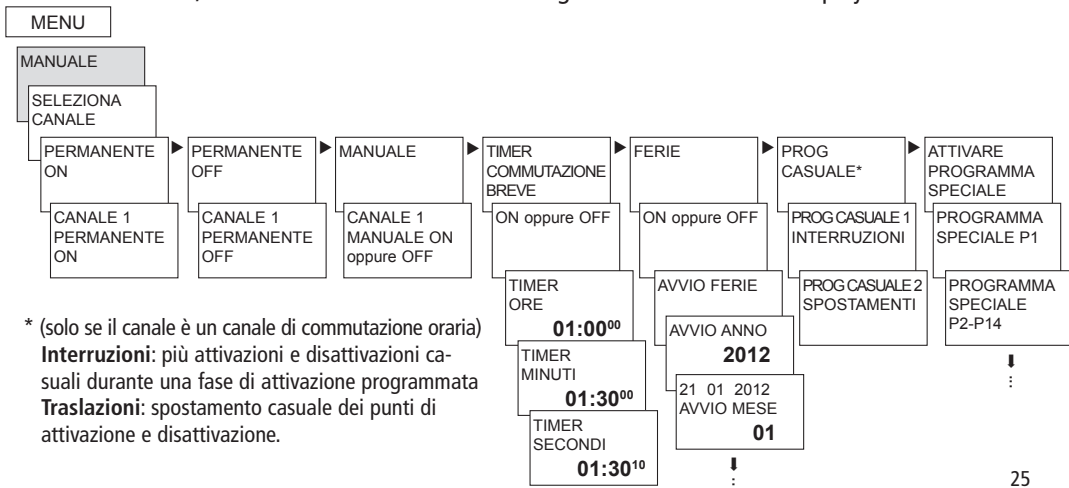 MENU
MANUALE
SELEZIONA
CANALE
PERMANENTE
ON
CANALE 1
PERMANENTE
ON
PERMANENTE
OFF
CANALE 1
PERMANENTE
OFF
MANUALE
CANALE 1
MANUALE ON
oppure OFF
TIMER
COMMUTAZIONE
BREVE
ON oppure OFF
TIMER
ORE
01:00⁰⁰
TIMER
MINUTI
01:30⁰⁰
TIMER
SECONDI
01:30¹⁰
FERIE
ON oppure OFF
AVVIO FERIE
AVVIO ANNO
2012
21 01 2012
AVVIO MESE
01
PROG
CASUALE*
PROG CASUALE 1
INTERRUZIONI
PROG CASUALE 2
SPOSTAMENTI
ATTIVARE
PROGRAMMA
SPECIALE
PROGRAMMA
SPECIALE P1
PROGRAMMA
SPECIALE
P2-P14
* (solo se il canale è un canale di commutazione oraria)
Interruzioni: più attivazioni e disattivazioni ca-
suali durante una fase di attivazione programmata
Traslazioni: spostamento casuale dei punti di
attivazione e disattivazione.
25